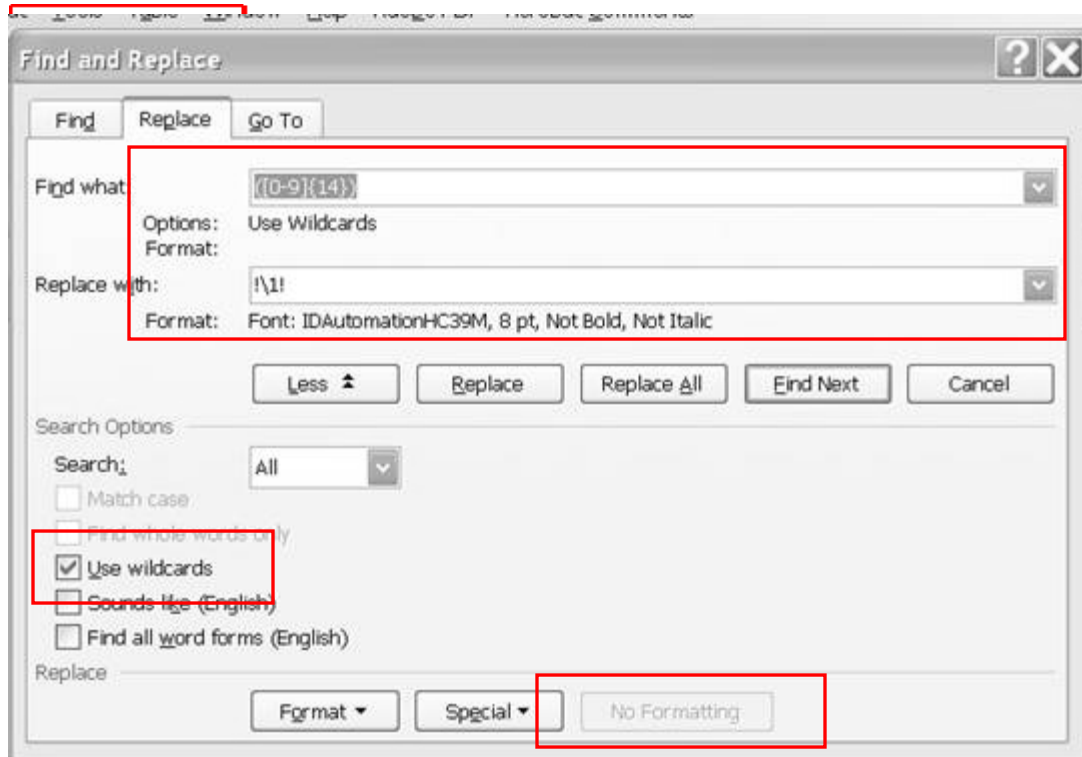 Find and Replace
Find Replace Go To
Find what ([0-9]{14})
Options: Use Wildcards
Format:
Replace with: !\1!
Format: Font: IDAutomationHC39M, 8 pt, Not Bold, Not Italic
Less Replace Replace All Find Next Cancel
Search Options
Search: All
Match case
Find whole words only
Use wildcards
Sounds like (English)
Find all word forms (English)
Replace
Format Special No Formatting